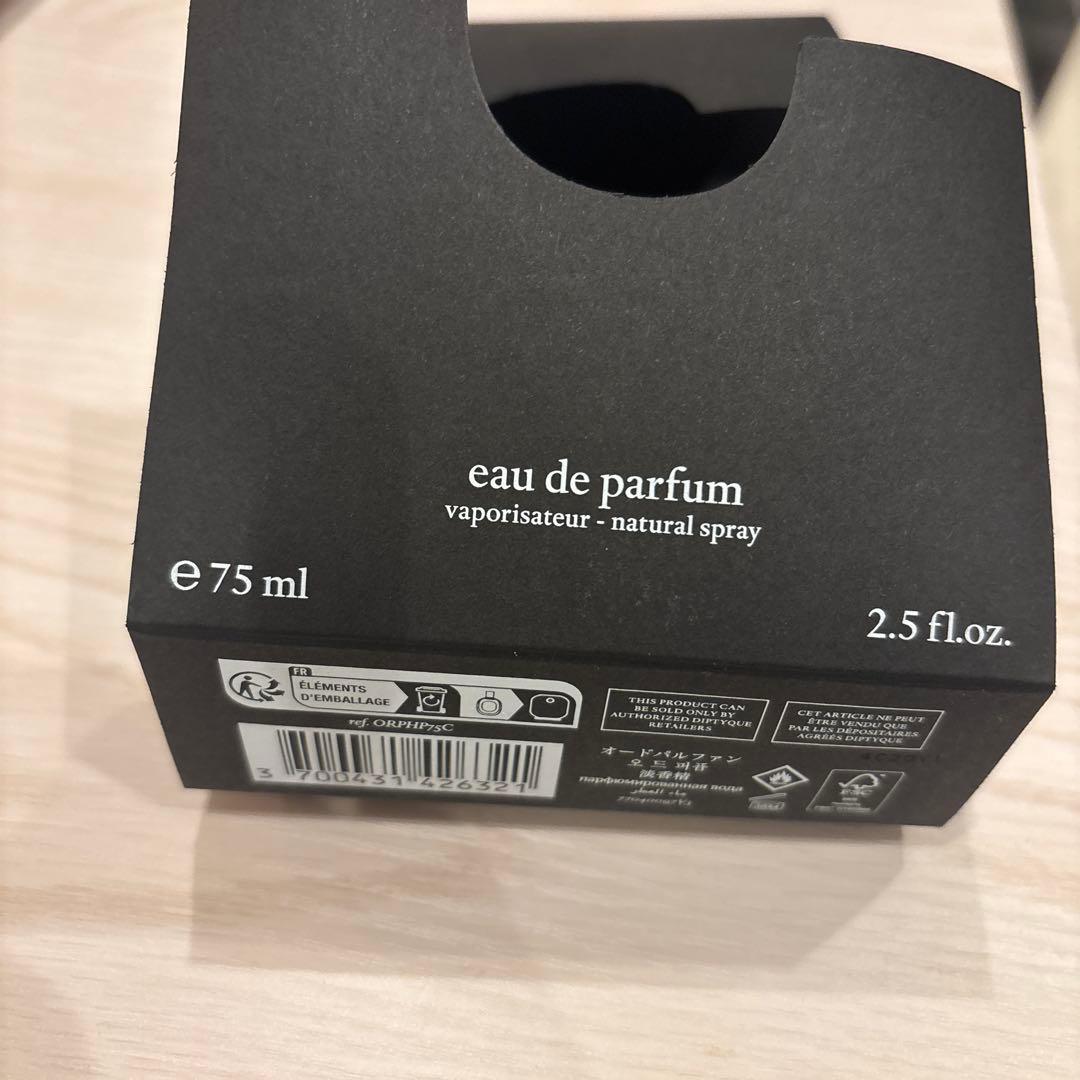 eau de parfum
vaporisateur - natural spray
℮ 75 ml
2.5 fl.oz.
FR
ÉLÉMENTS
D'EMBALLAGE
ref. ORPHP75C
3 700431 426321
THIS PRODUCT CAN
BE SOLD ONLY BY
AUTHORIZED DIPTYQUE
RETAILERS
CET ARTICLE NE PEUT
ÊTRE VENDU QUE
PAR LES DÉPOSITAIRES
AGRÉÉS DIPTYQUE
オードパルファン
오 드 퍼퓸
淡香精
парфюмированная вода
ماء العطر
FSC